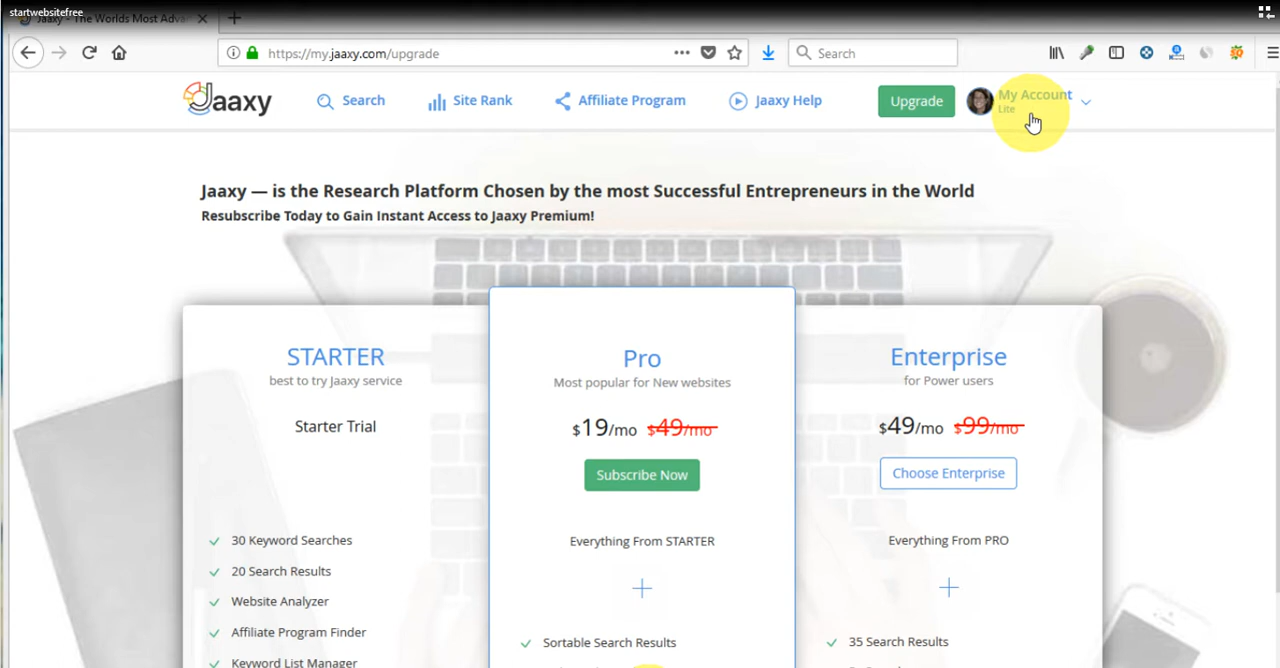 startwebsitefree
Jaaxy - The Worlds Most Adva
https://my.jaaxy.com/upgrade
Search
Jaaxy
Search
Site Rank
Affiliate Program
Jaaxy Help
Upgrade
My Account
Lite
Jaaxy — is the Research Platform Chosen by the most Successful Entrepreneurs in the World
Resubscribe Today to Gain Instant Access to Jaaxy Premium!
STARTER
best to try Jaaxy service
Starter Trial
30 Keyword Searches
20 Search Results
Website Analyzer
Affiliate Program Finder
Keyword List Manager
Pro
Most popular for New websites
$19/mo $49/mo
Subscribe Now
Everything From STARTER
Sortable Search Results
Enterprise
for Power users
$49/mo $99/mo
Choose Enterprise
Everything From PRO
35 Search Results